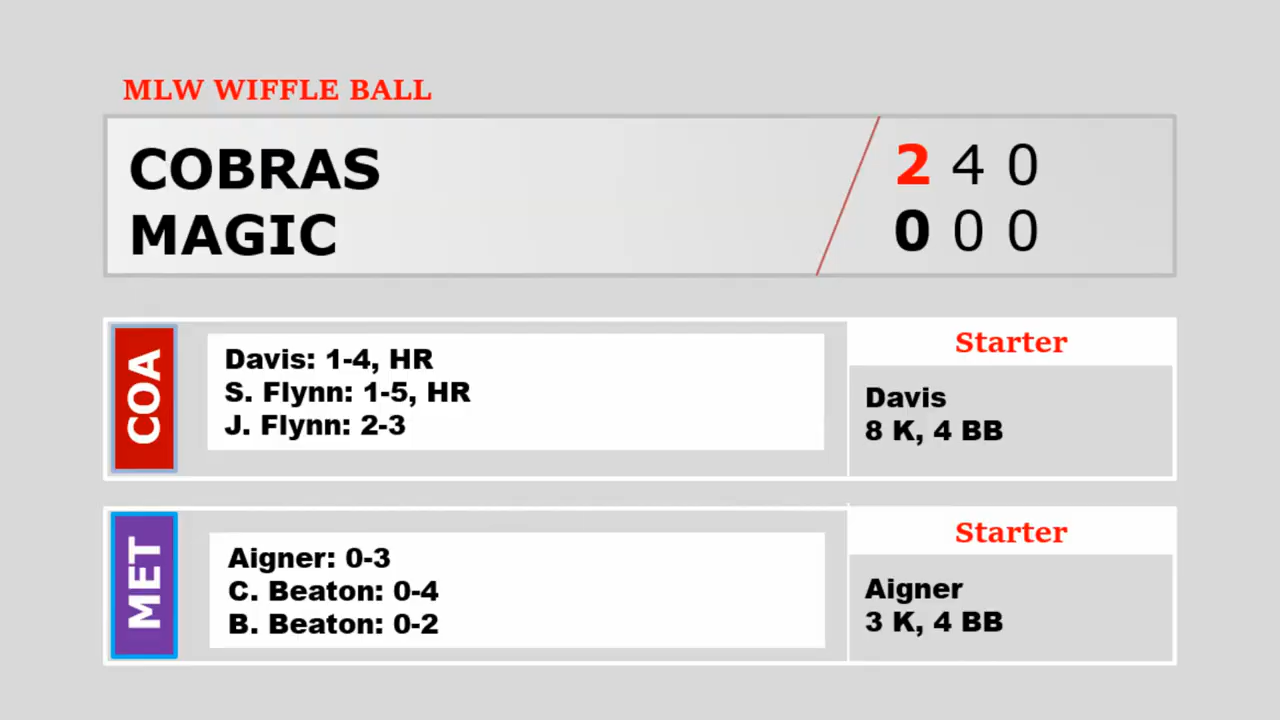 MLW WIFFLE BALL
COBRAS 2 4 0
MAGIC 0 0 0
COA
Davis: 1-4, HR
S. Flynn: 1-5, HR
J. Flynn: 2-3
Starter
Davis
8 K, 4 BB
MET
Aigner: 0-3
C. Beaton: 0-4
B. Beaton: 0-2
Starter
Aigner
3 K, 4 BB